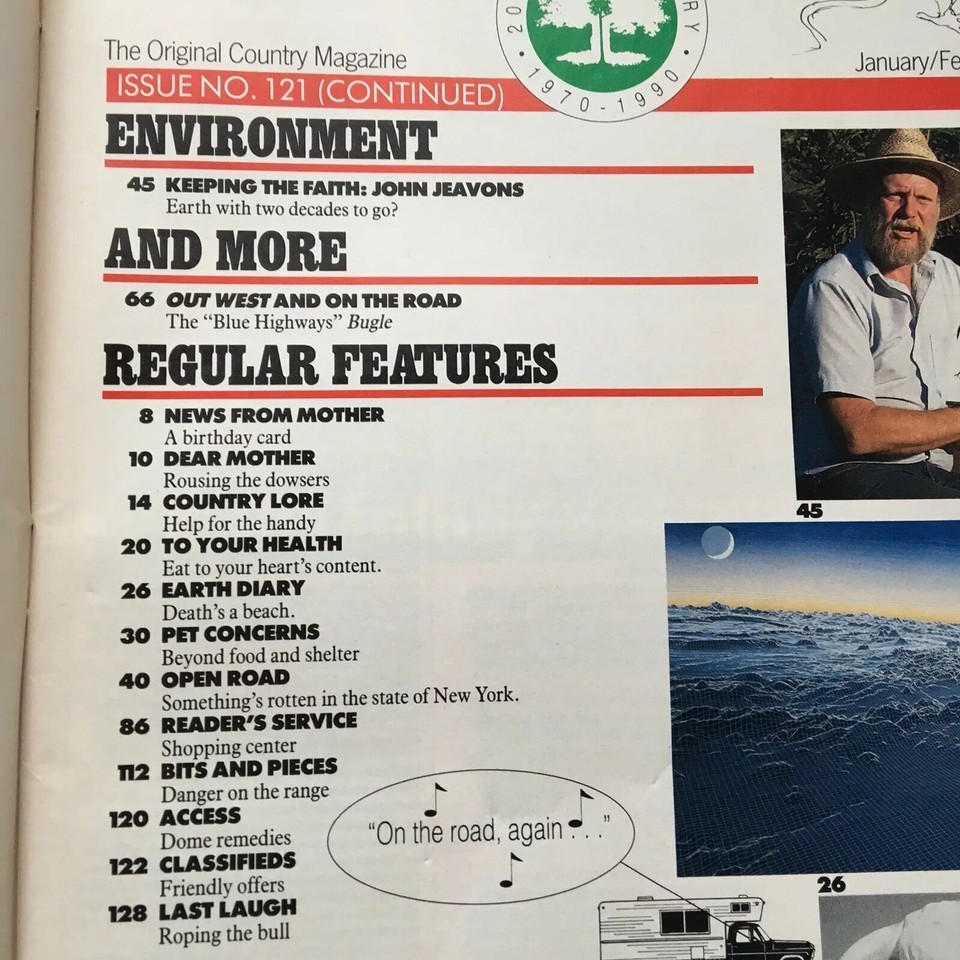 The Original Country Magazine
20 RY • 1970-1990 •
January/Fe
ISSUE NO. 121 (CONTINUED)
ENVIRONMENT
45 KEEPING THE FAITH: JOHN JEAVONS
Earth with two decades to go?
AND MORE
66 OUT WEST AND ON THE ROAD
The “Blue Highways” Bugle
REGULAR FEATURES
8 NEWS FROM MOTHER
A birthday card
10 DEAR MOTHER
Rousing the dowsers
14 COUNTRY LORE
Help for the handy
20 TO YOUR HEALTH
Eat to your heart’s content.
26 EARTH DIARY
Death’s a beach.
30 PET CONCERNS
Beyond food and shelter
40 OPEN ROAD
Something’s rotten in the state of New York.
86 READER’S SERVICE
Shopping center
112 BITS AND PIECES
Danger on the range
120 ACCESS
Dome remedies
122 CLASSIFIEDS
Friendly offers
128 LAST LAUGH
Roping the bull
45
26
“On the road, again . . .”